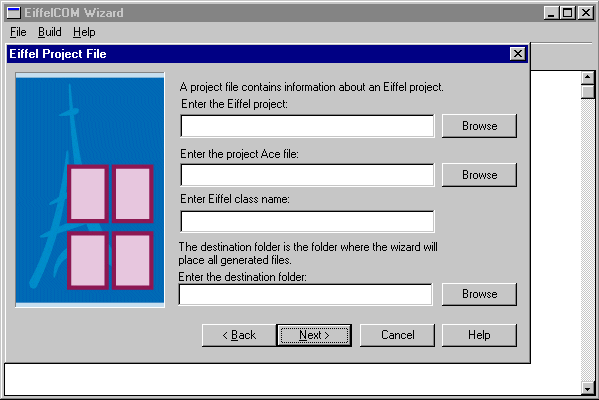 EiffelCOM Wizard
File Build Help
Eiffel Project File
A project file contains information about an Eiffel project.
Enter the Eiffel project:
Browse
Enter the project Ace file:
Browse
Enter Eiffel class name:
The destination folder is the folder where the wizard will
place all generated files.
Enter the destination folder:
Browse
< Back Next > Cancel Help